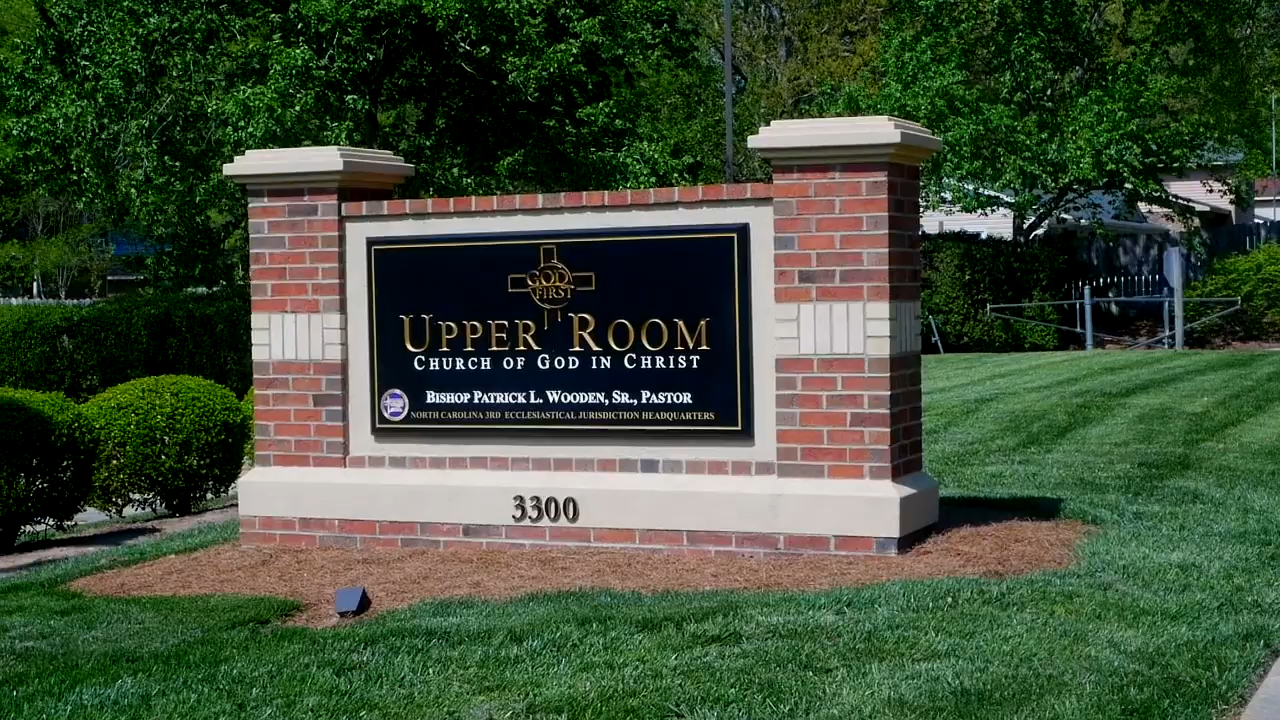 GOD
FIRST
UPPER ROOM
CHURCH OF GOD IN CHRIST
BISHOP PATRICK L. WOODEN, SR., PASTOR
NORTH CAROLINA 3RD ECCLESIASTICAL JURISDICTION HEADQUARTERS
3300